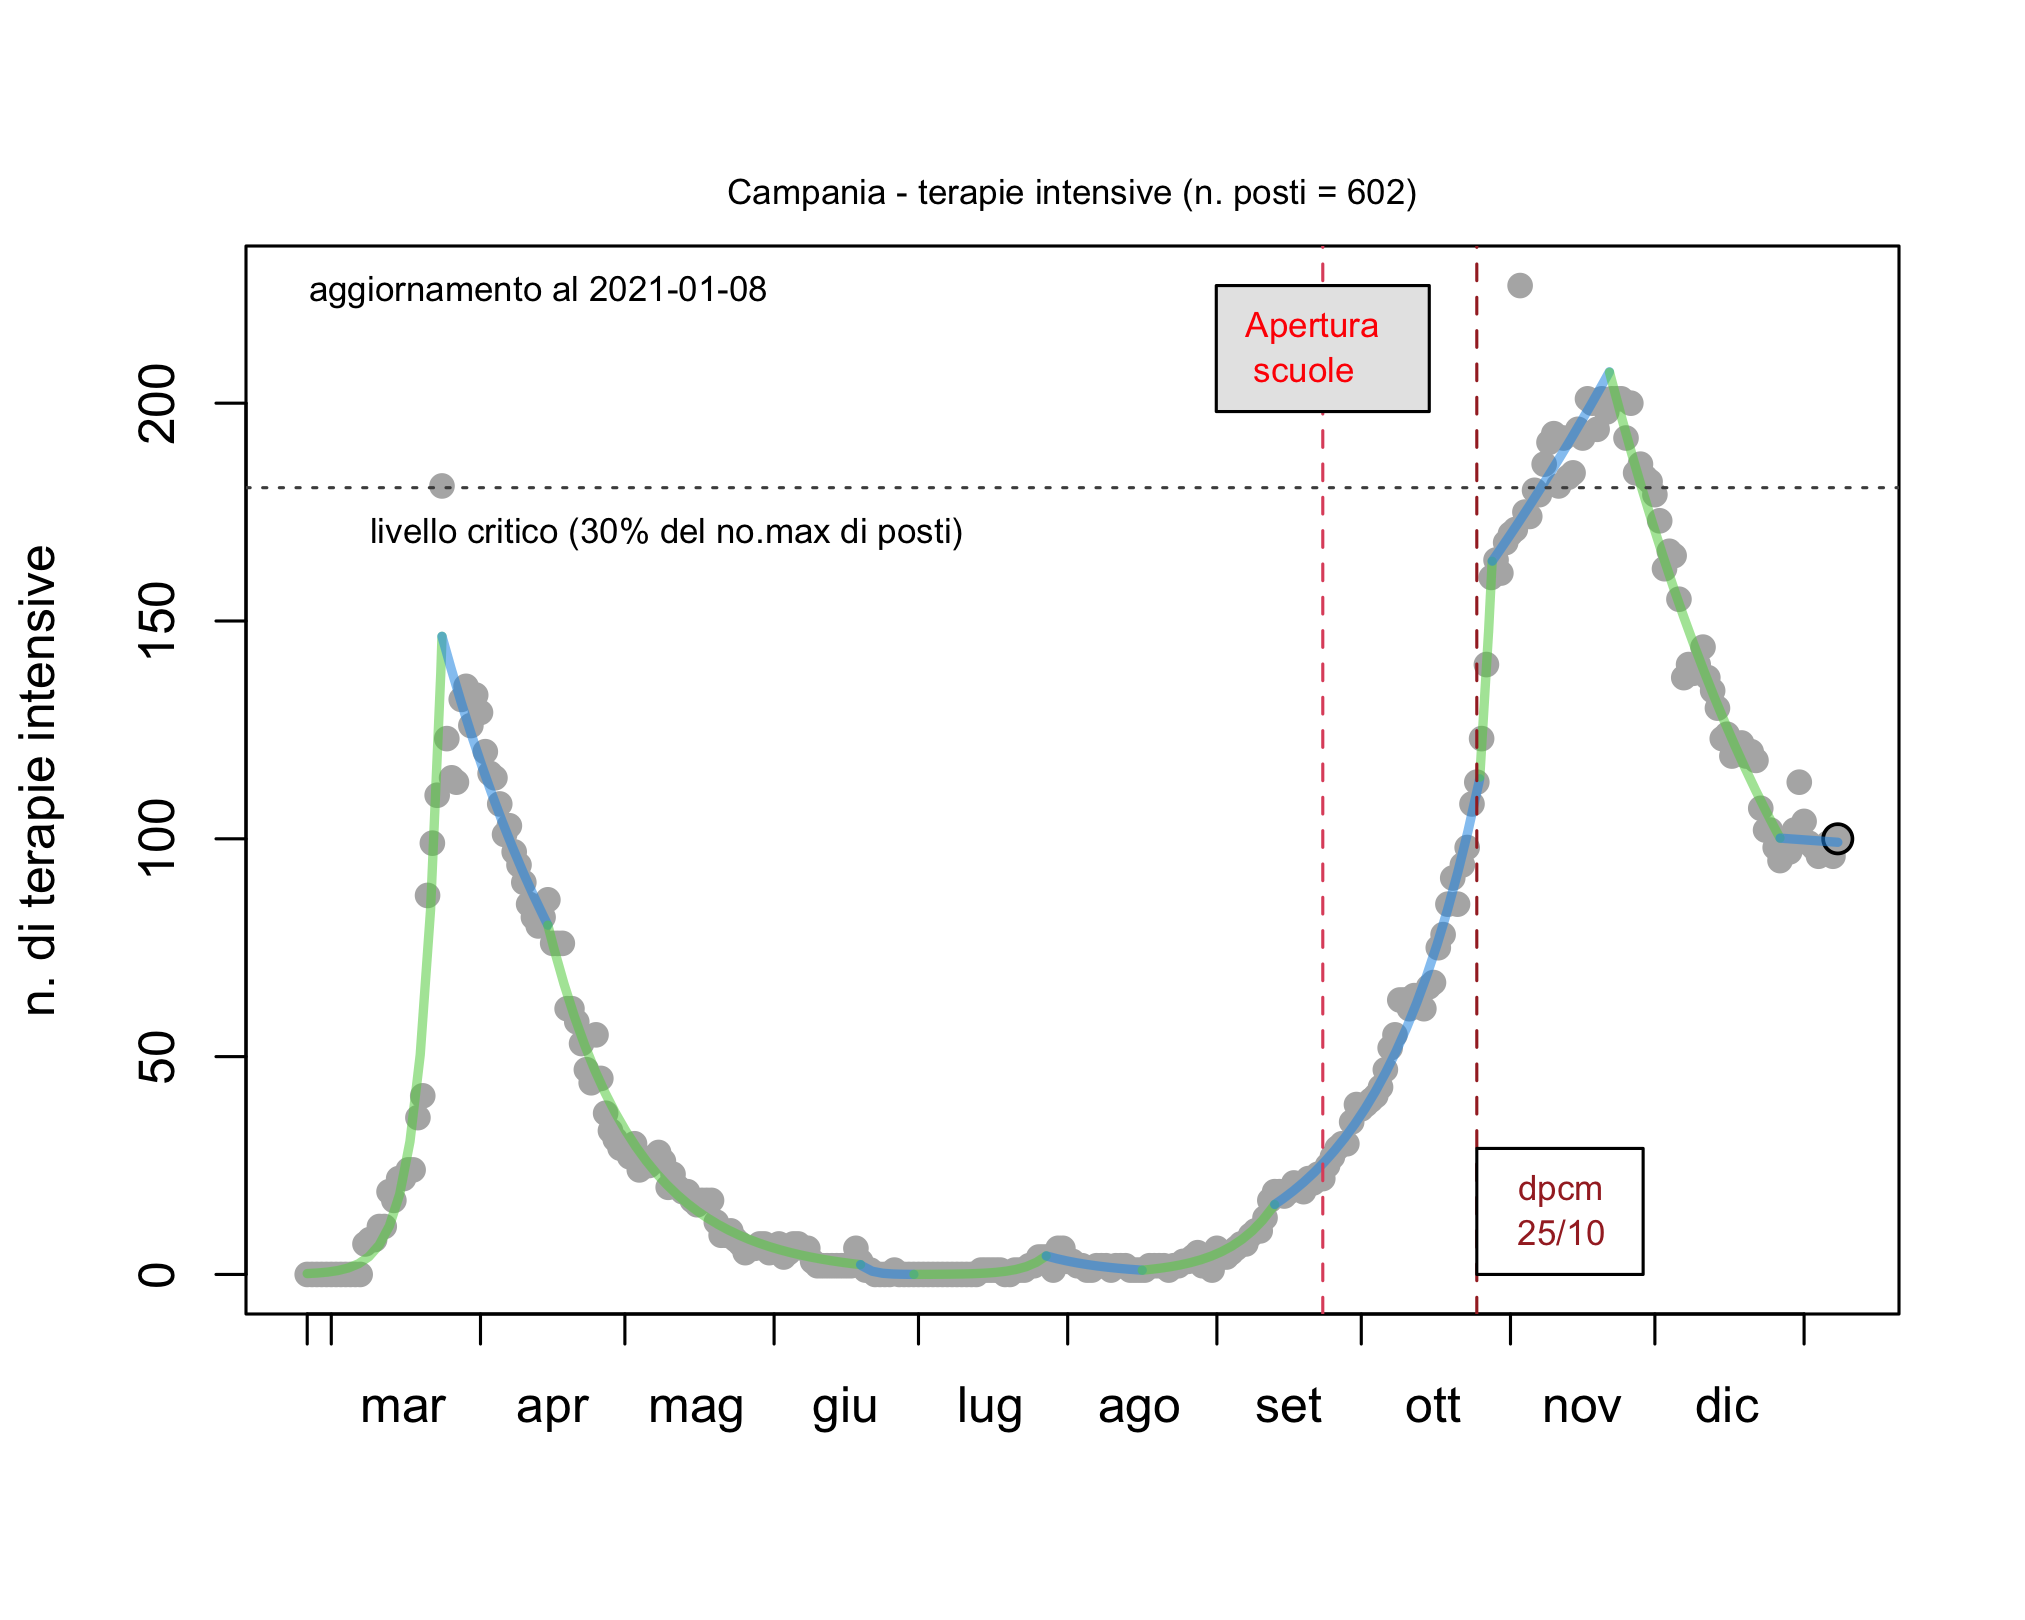 Campania - terapie intensive (n. posti = 602)
aggiornamento al 2021-01-08
Apertura
scuole
livello critico (30% del no.max di posti)
n. di terapie intensive
200
150
100
50
0
dpcm
25/10
mar apr mag giu lug ago set ott nov dic